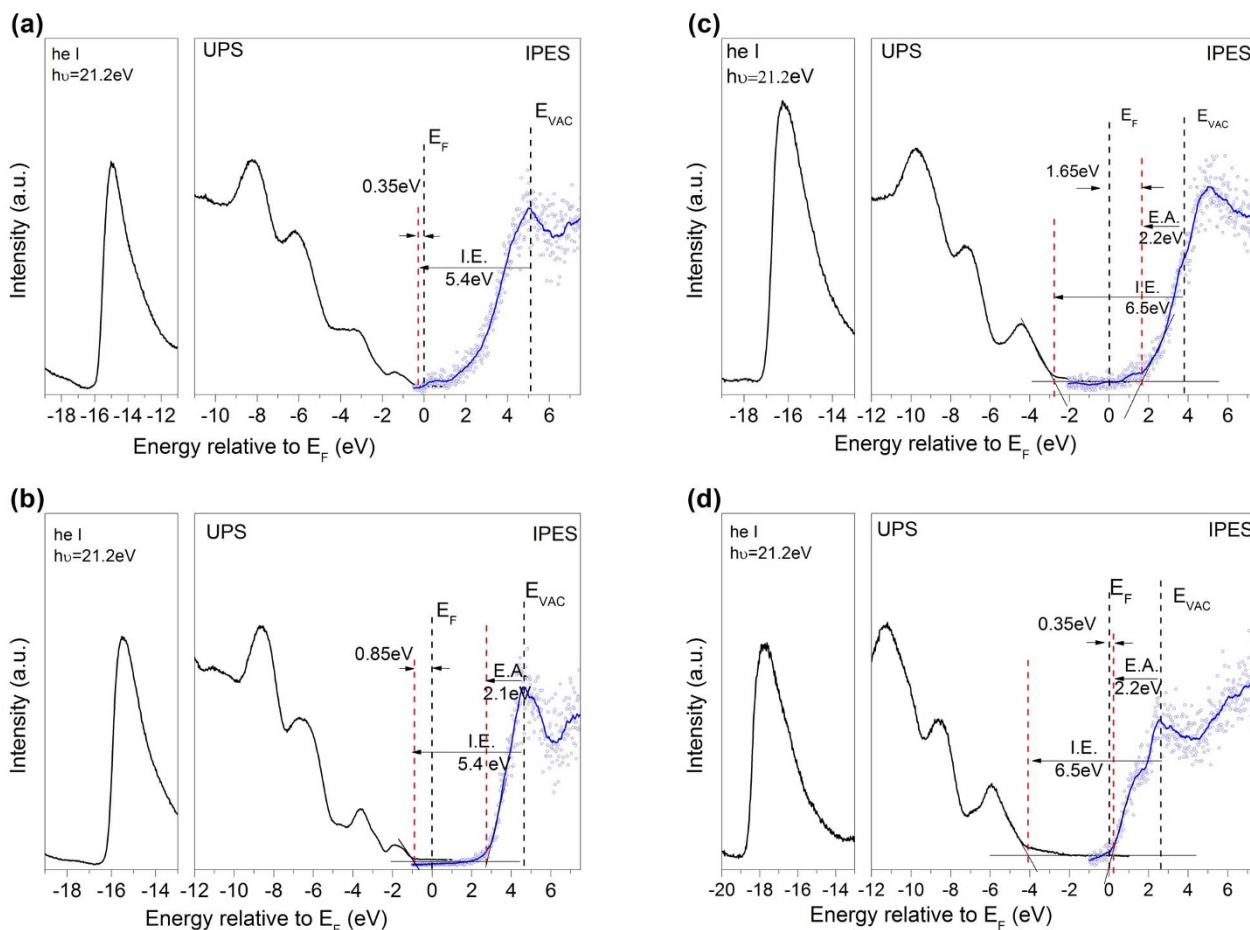 (a)
he I
hυ=21.2eV
UPS
IPES
E_F
E_VAC
0.35eV
I.E.
5.4eV
Intensity (a.u.)
-18 -16 -14 -12
-10 -8 -6 -4 -2 0 2 4 6
Energy relative to E_F (eV)
(c)
he I
hυ=21.2eV
UPS
IPES
E_F
E_VAC
1.65eV
E.A.
2.2eV
I.E.
6.5eV
Intensity (a.u.)
-18 -16 -14
-12 -10 -8 -6 -4 -2 0 2 4 6
Energy relative to E_F (eV)
(b)
he I
hυ=21.2eV
UPS
IPES
E_F
E_VAC
0.85eV
E.A.
2.1eV
I.E.
5.4 eV
Intensity (a.u.)
-18 -16 -14
-12 -10 -8 -6 -4 -2 0 2 4 6
Energy relative to E_F (eV)
(d)
he I
hυ=21.2eV
UPS
IPES
E_F
E_VAC
0.35eV
E.A.
2.2eV
I.E.
6.5eV
Intensity (a.u.)
-20 -18 -16 -14
-12 -10 -8 -6 -4 -2 0 2 4 6
Energy relative to E_F (eV)